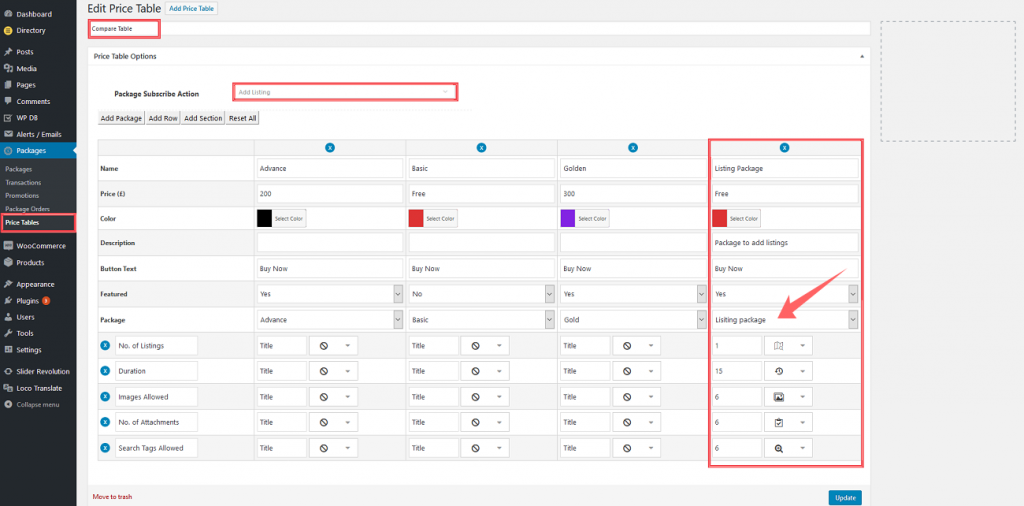 Dashboard
Directory
Posts
Media
Pages
Comments
WP DB
Alerts / Emails
Packages
Packages
Transactions
Promotions
Package Orders
Price Tables
WooCommerce
Products
Appearance
Plugins 8
Users
Tools
Settings
Slider Revolution
Loco Translate
Collapse menu
Edit Price Table Add Price Table
Compare Table
Price Table Options
Package Subscribe Action Add Listing
Add Package Add Row Add Section Reset All
X X X X
Name Advance Basic Golden Listing Package
Price (£) 200 Free 300 Free
Color Select Color Select Color Select Color Select Color
Description Package to add listings
Button Text Buy Now Buy Now Buy Now Buy Now
Featured Yes No Yes Yes
Package Advance Basic Gold Lisiting package
X No. of Listings Title Title Title 1
X Duration Title Title Title 15
X Images Allowed Title Title Title 6
X No. of Attachments Title Title Title 6
X Search Tags Allowed Title Title Title 6
Move to trash Update